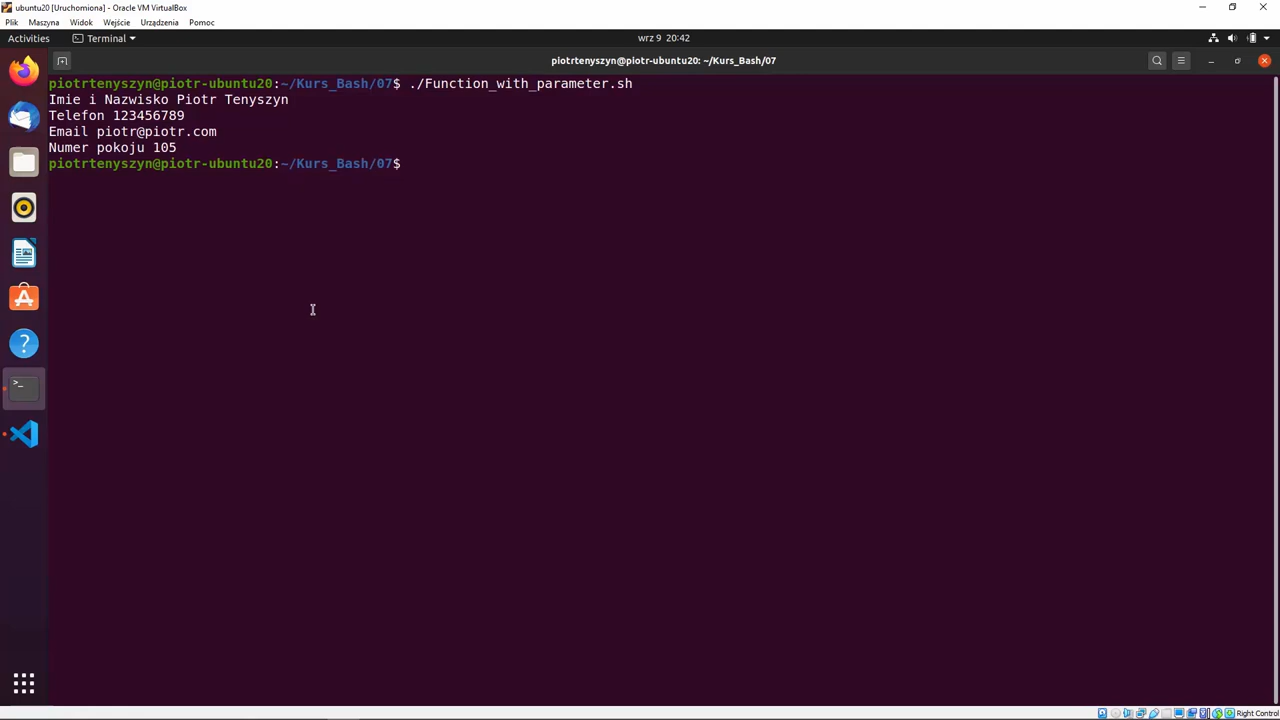 ubuntu20 [Uruchomiona] - Oracle VM VirtualBox
Plik Maszyna Widok Wejście Urządzenia Pomoc
Activities Terminal wrz 9 20:42
piotrtenyszyn@piotr-ubuntu20: ~/Kurs_Bash/07
piotrtenyszyn@piotr-ubuntu20:~/Kurs_Bash/07$ ./Function_with_parameter.sh
Imie i Nazwisko Piotr Tenyszyn
Telefon 123456789
Email piotr@piotr.com
Numer pokoju 105
piotrtenyszyn@piotr-ubuntu20:~/Kurs_Bash/07$
Right Control